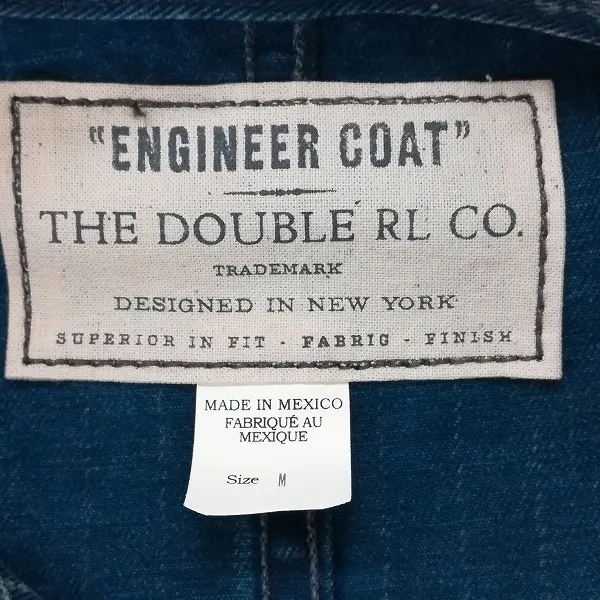 "ENGINEER COAT"
THE DOUBLE RL CO.
TRADEMARK
DESIGNED IN NEW YORK
SUPERIOR IN FIT - FABRIC - FINISH
MADE IN MEXICO
FABRIQUÉ AU
MEXIQUE
Size M